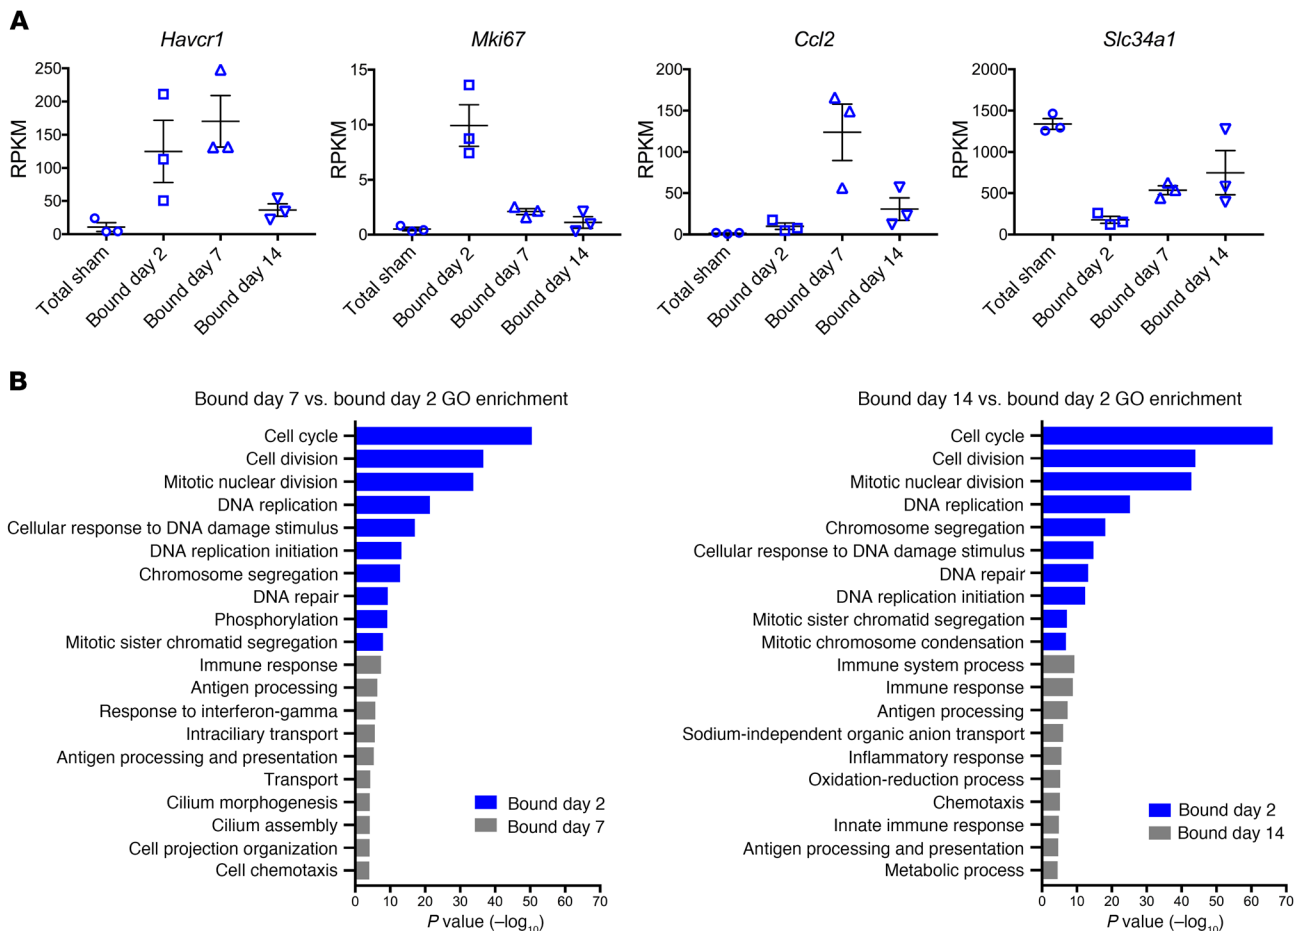 A
Havcr1
Mki67
Ccl2
Slc34a1
RPKM
250
200
150
100
50
0
Total sham
Bound day 2
Bound day 7
Bound day 14
RPKM
15
10
5
0
Total sham
Bound day 2
Bound day 7
Bound day 14
RPKM
200
150
100
50
0
Total sham
Bound day 2
Bound day 7
Bound day 14
RPKM
2000
1500
1000
500
0
Total sham
Bound day 2
Bound day 7
Bound day 14
B
Bound day 7 vs. bound day 2 GO enrichment
Cell cycle
Cell division
Mitotic nuclear division
DNA replication
Cellular response to DNA damage stimulus
DNA replication initiation
Chromosome segregation
DNA repair
Phosphorylation
Mitotic sister chromatid segregation
Immune response
Antigen processing
Response to interferon-gamma
Intraciliary transport
Antigen processing and presentation
Transport
Cilium morphogenesis
Cilium assembly
Cell projection organization
Cell chemotaxis
Bound day 2
Bound day 7
0 10 20 30 40 50 60 70
P value (–log10)
Bound day 14 vs. bound day 2 GO enrichment
Cell cycle
Cell division
Mitotic nuclear division
DNA replication
Chromosome segregation
Cellular response to DNA damage stimulus
DNA repair
DNA replication initiation
Mitotic sister chromatid segregation
Mitotic chromosome condensation
Immune system process
Immune response
Antigen processing
Sodium-independent organic anion transport
Inflammatory response
Oxidation-reduction process
Chemotaxis
Innate immune response
Antigen processing and presentation
Metabolic process
Bound day 2
Bound day 14
0 10 20 30 40 50 60 70
P value (–log10)